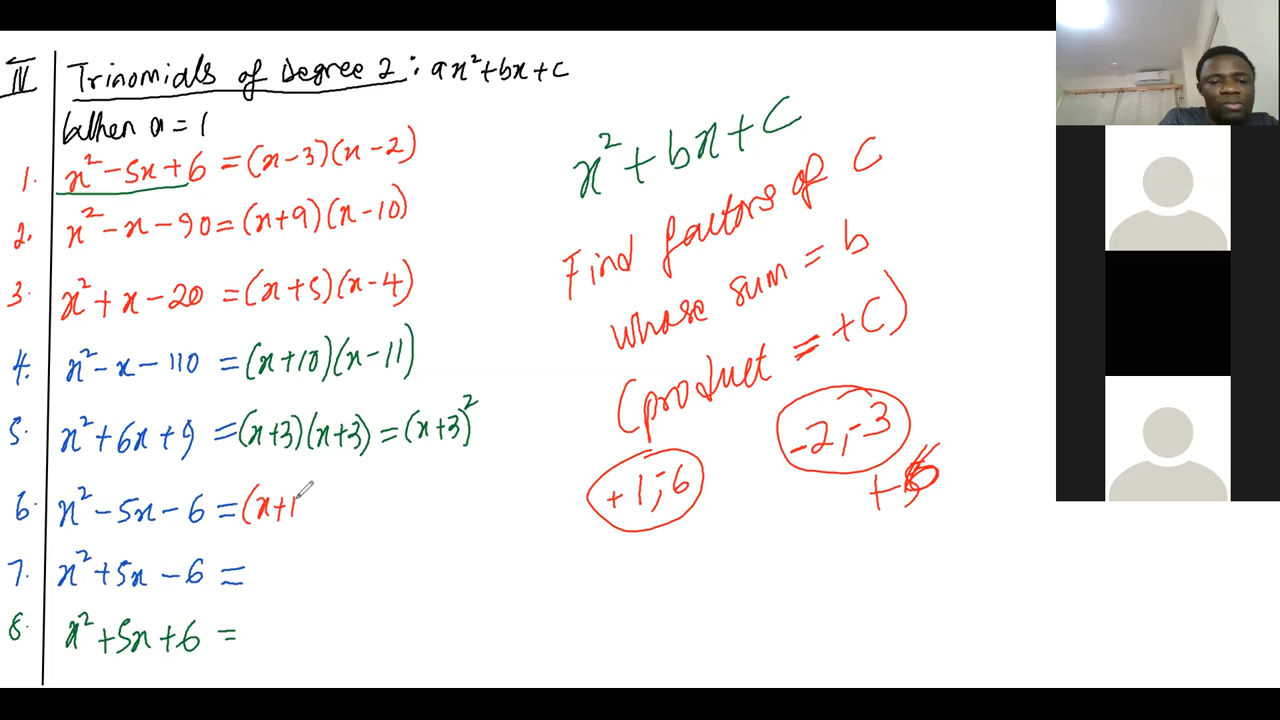 IV Trinomials of Degree 2 : ax²+bx+c
When a = 1
1. x² - 5x + 6 = (x-3)(x-2)
2. x² - x - 90 = (x+9)(x-10)
3. x² + x - 20 = (x+5)(x-4)
4. x² - x - 110 = (x+10)(x-11)
5. x² + 6x + 9 = (x+3)(x+3) = (x+3)²
6. x² - 5x - 6 = (x+1
7. x² + 5x - 6 =
8. x² + 5x + 6 =
x² + bx + c
Find factors of C
whose sum = b
(product = +C)
-2, -3
+1, -6